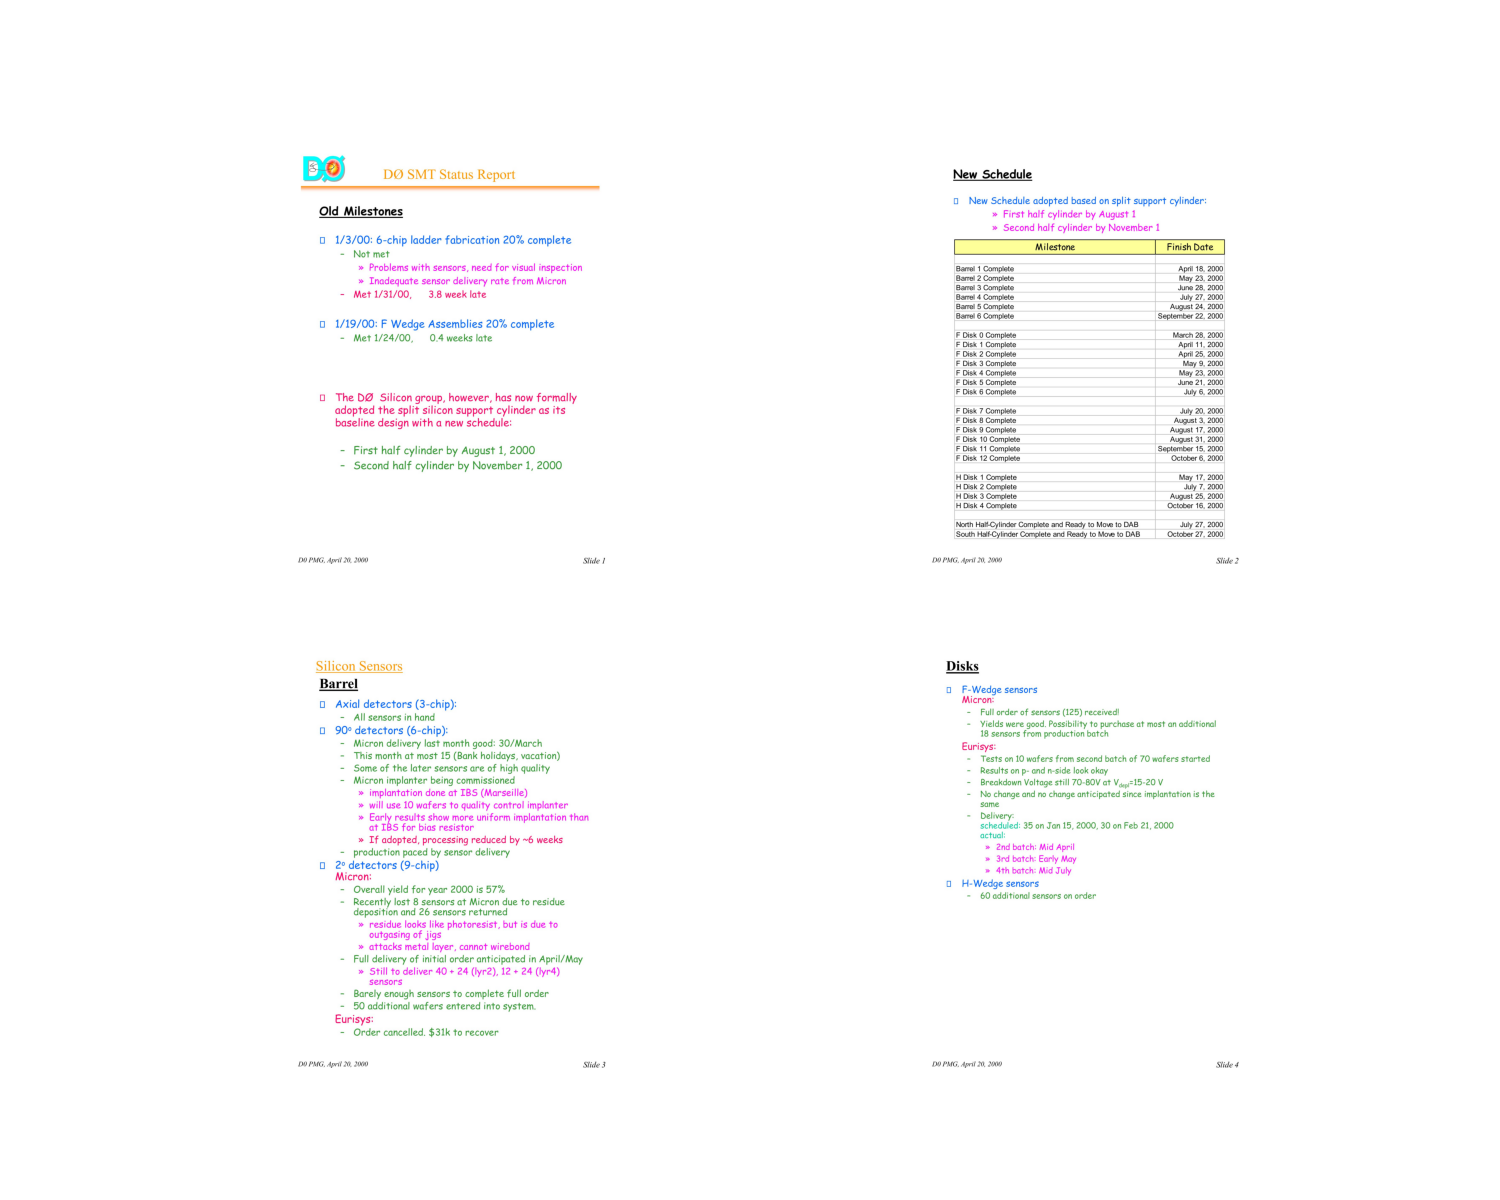 DØ
DØ SMT Status Report
Old Milestones
1/3/00: 6-chip ladder fabrication 20% complete
– Not met
» Problems with sensors, need for visual inspection
» Inadequate sensor delivery rate from Micron
– Met 1/31/00, 3.8 week late
1/19/00: F Wedge Assemblies 20% complete
– Met 1/24/00, 0.4 weeks late
The DØ Silicon group, however, has now formally
adopted the split silicon support cylinder as its
baseline design with a new schedule:
– First half cylinder by August 1, 2000
– Second half cylinder by November 1, 2000
D0 PMG, April 20, 2000 Slide 1
New Schedule
New Schedule adopted based on split support cylinder:
» First half cylinder by August 1
» Second half cylinder by November 1
Milestone Finish Date
Barrel 1 Complete April 18, 2000
Barrel 2 Complete May 23, 2000
Barrel 3 Complete June 28, 2000
Barrel 4 Complete July 27, 2000
Barrel 5 Complete August 24, 2000
Barrel 6 Complete September 22, 2000
F Disk 0 Complete March 28, 2000
F Disk 1 Complete April 11, 2000
F Disk 2 Complete April 25, 2000
F Disk 3 Complete May 9, 2000
F Disk 4 Complete May 23, 2000
F Disk 5 Complete June 21, 2000
F Disk 6 Complete July 6, 2000
F Disk 7 Complete July 20, 2000
F Disk 8 Complete August 3, 2000
F Disk 9 Complete August 17, 2000
F Disk 10 Complete August 31, 2000
F Disk 11 Complete September 15, 2000
F Disk 12 Complete October 6, 2000
H Disk 1 Complete May 17, 2000
H Disk 2 Complete July 7, 2000
H Disk 3 Complete August 25, 2000
H Disk 4 Complete October 16, 2000
North Half-Cylinder Complete and Ready to Move to DAB July 27, 2000
South Half-Cylinder Complete and Ready to Move to DAB October 27, 2000
D0 PMG, April 20, 2000 Slide 2
Silicon Sensors
Barrel
Axial detectors (3-chip):
– All sensors in hand
90º detectors (6-chip):
– Micron delivery last month good: 30/March
– This month at most 15 (Bank holidays, vacation)
– Some of the later sensors are of high quality
– Micron implanter being commissioned
» implantation done at IBS (Marseille)
» will use 10 wafers to quality control implanter
» Early results show more uniform implantation than
at IBS for bias resistor
» If adopted, processing reduced by ~6 weeks
– production paced by sensor delivery
2º detectors (9-chip)
Micron:
– Overall yield for year 2000 is 57%
– Recently lost 8 sensors at Micron due to residue
deposition and 26 sensors returned
» residue looks like photoresist, but is due to
outgasing of jigs
» attacks metal layer, cannot wirebond
– Full delivery of initial order anticipated in April/May
» Still to deliver 40 + 24 (lyr2), 12 + 24 (lyr4)
sensors
– Barely enough sensors to complete full order
– 50 additional wafers entered into system.
Eurisys:
– Order cancelled. $31k to recover
D0 PMG, April 20, 2000 Slide 3
Disks
F-Wedge sensors
Micron:
– Full order of sensors (125) received!
– Yields were good. Possibility to purchase at most an additional
18 sensors from production batch
Eurisys:
– Tests on 10 wafers from second batch of 70 wafers started
– Results on p- and n-side look okay
– Breakdown Voltage still 70-80V at Vdepl=15-20 V
– No change and no change anticipated since implantation is the
same
– Delivery:
scheduled: 35 on Jan 15, 2000, 30 on Feb 21, 2000
actual:
» 2nd batch: Mid April
» 3rd batch: Early May
» 4th batch: Mid July
H-Wedge sensors
– 60 additional sensors on order
D0 PMG, April 20, 2000 Slide 4